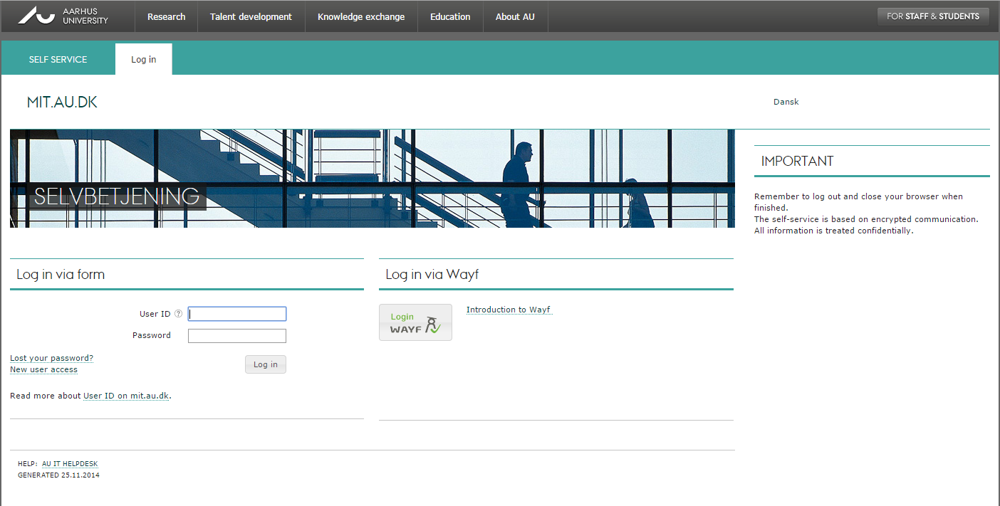 AARHUS
UNIVERSITY
Research
Talent development
Knowledge exchange
Education
About AU
FOR STAFF & STUDENTS
SELF SERVICE
Log in
MIT.AU.DK
Dansk
SELVBETJENING
IMPORTANT
Remember to log out and close your browser when
finished.
The self-service is based on encrypted communication.
All information is treated confidentially.
Log in via form
User ID ?
Password
Lost your password?
Log in
New user access
Read more about User ID on mit.au.dk.
Log in via Wayf
Login
WAYF
Introduction to Wayf
HELP: AU IT HELPDESK
GENERATED 25.11.2014